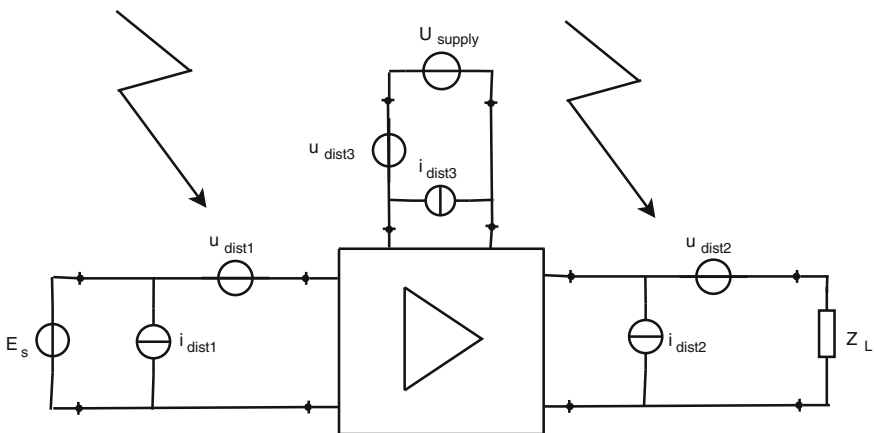 U supply
u dist3
i dist3
u dist1
u dist2
E s
i dist1
i dist2
Z L